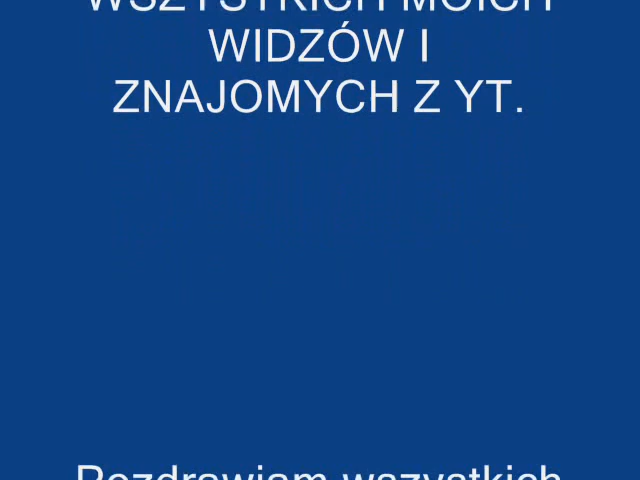 WSZYSTKICH MOICH
WIDZÓW I
ZNAJOMYCH Z YT.
Pozdrawiam wszystkich